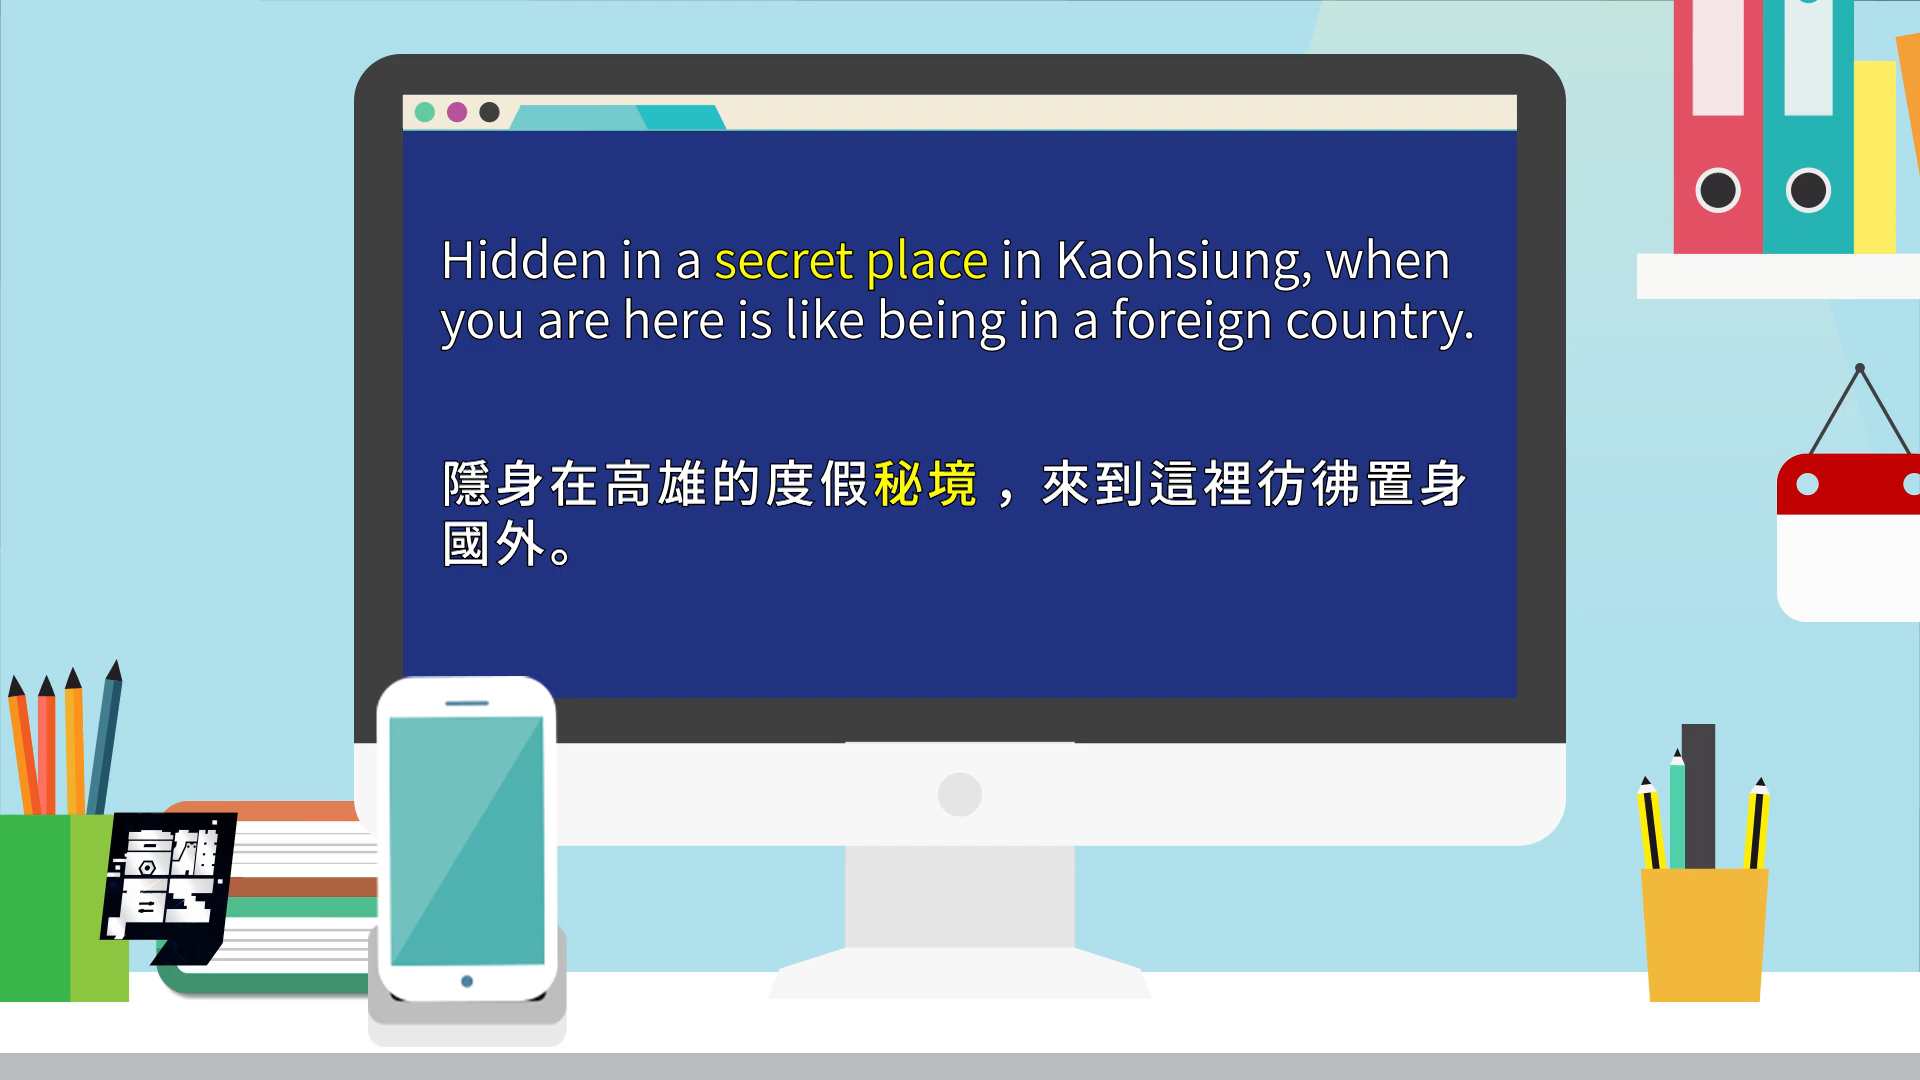 Hidden in a secret place in Kaohsiung, when
you are here is like being in a foreign country.
隱身在高雄的度假秘境，來到這裡彷彿置身
國外。
高雄